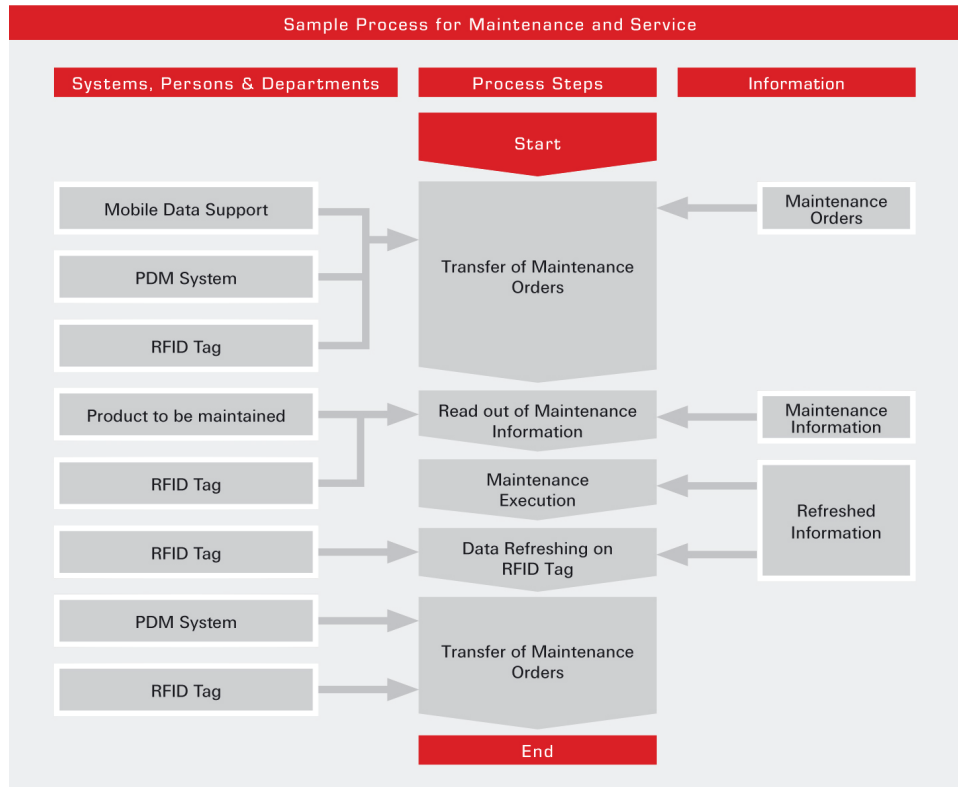 Sample Process for Maintenance and Service
Systems, Persons & Departments
Process Steps
Information
Start
Mobile Data Support
PDM System
RFID Tag
Transfer of Maintenance
Orders
Maintenance
Orders
Product to be maintained
RFID Tag
Read out of Maintenance
Information
Maintenance
Information
Maintenance
Execution
Refreshed
Information
RFID Tag
Data Refreshing on
RFID Tag
PDM System
RFID Tag
Transfer of Maintenance
Orders
End